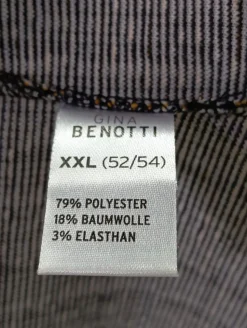 GINA
BENOTTI
XXL (52/54)
79% POLYESTER
18% BAUMWOLLE
3% ELASTHAN